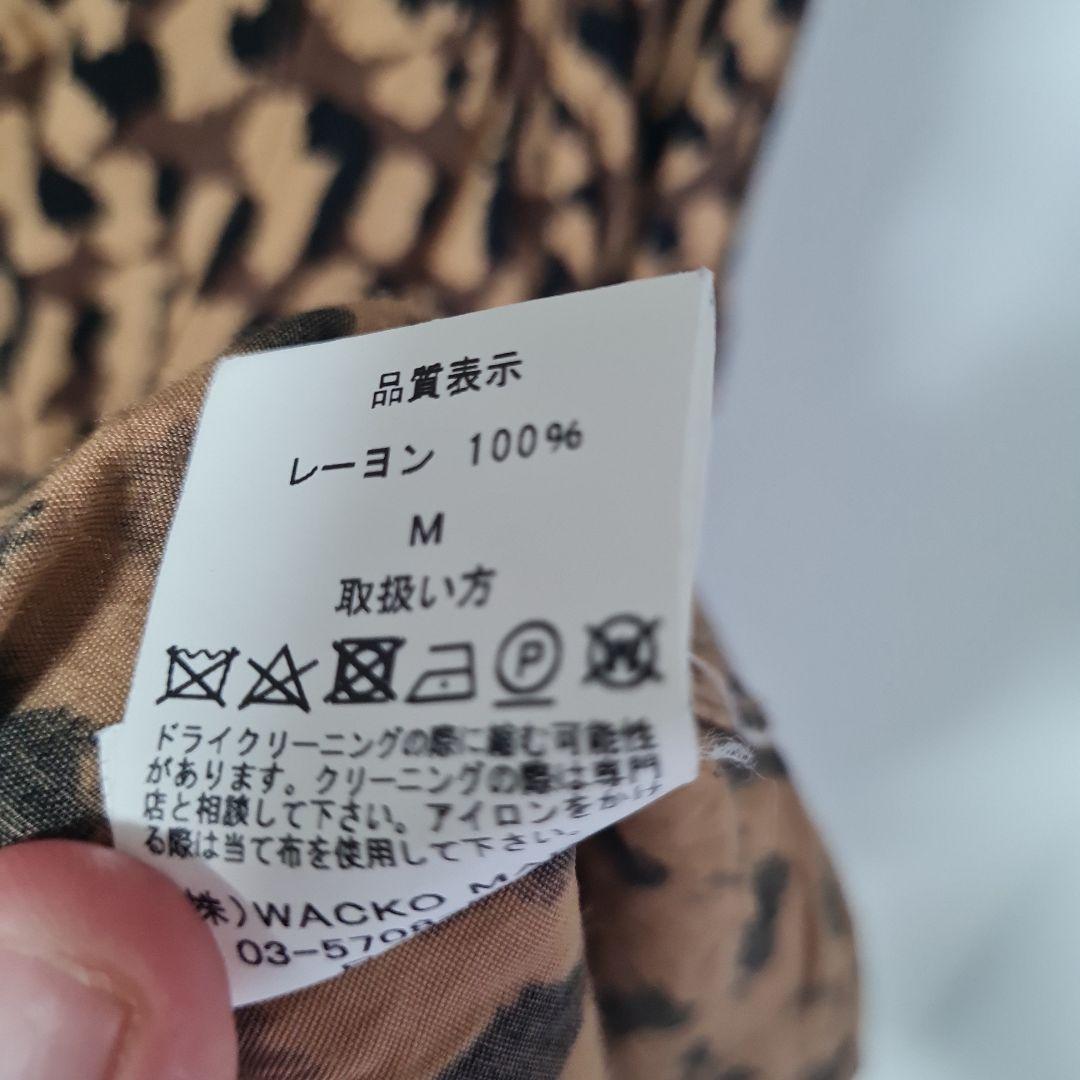 品質表示
レーヨン 100%
M
取扱い方
P
W
ドライクリーニングの際に縮む可能性
があります。クリーニングの際は専門
店と相談して下さい。アイロンをかけ
る際は当て布を使用して下さい。
株)WACKO MA
03-5708